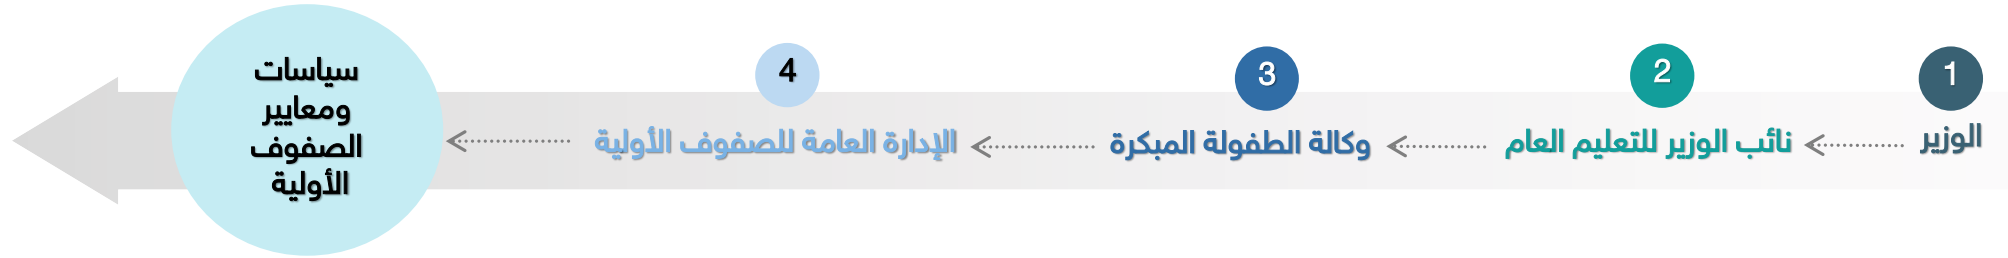 1
الوزير
2
نائب الوزير للتعليم العام
3
وكالة الطفولة المبكرة
4
الإدارة العامة للصفوف الأولية
سياسات
ومعايير
الصفوف
الأولية